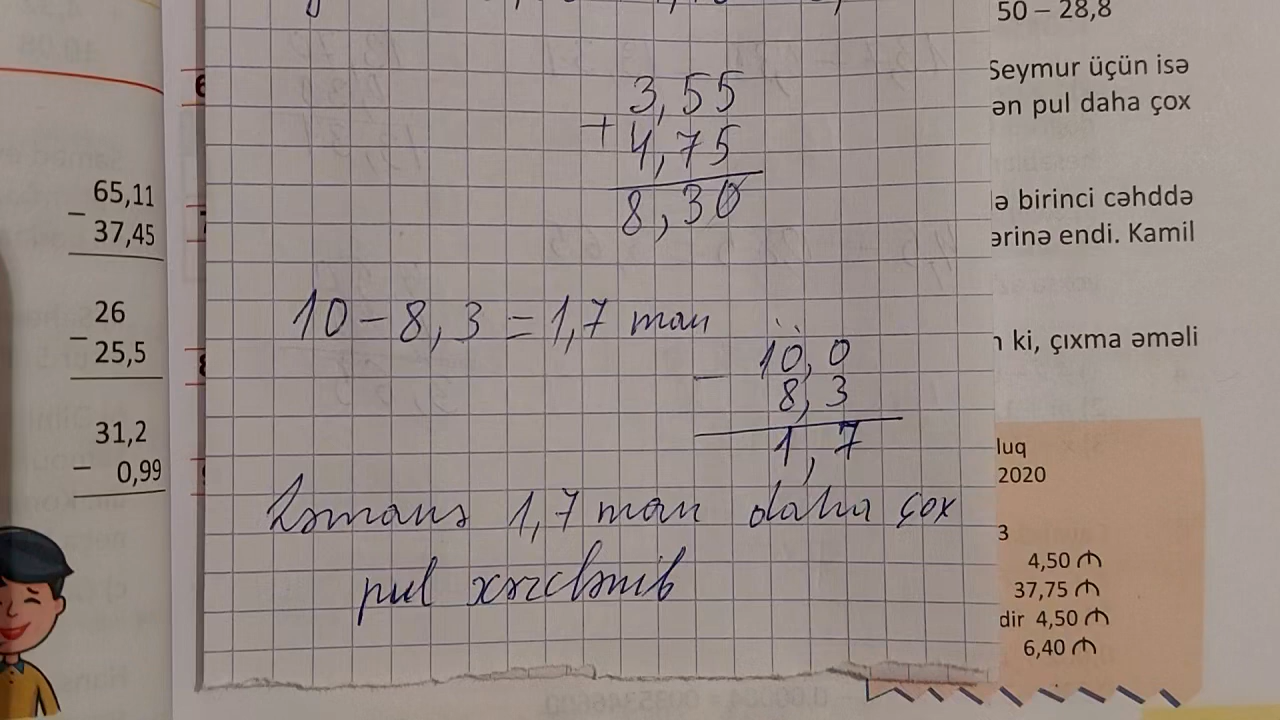 50 – 28,8
Seymur üçün isə
ən pul daha çox
ə birinci cəhddə
ərinə endi. Kamil
ki, çıxma əməli
luq
2020
3
4,50 ₼
37,75 ₼
dir 4,50 ₼
6,40 ₼
65,11
– 37,45
26
– 25,5
31,2
– 0,99
3,55
+ 4,75
8,30
10 – 8,3 = 1,7 man
10,0
– 8,3
1,7
1,7 man daha çox
pul xərclənib